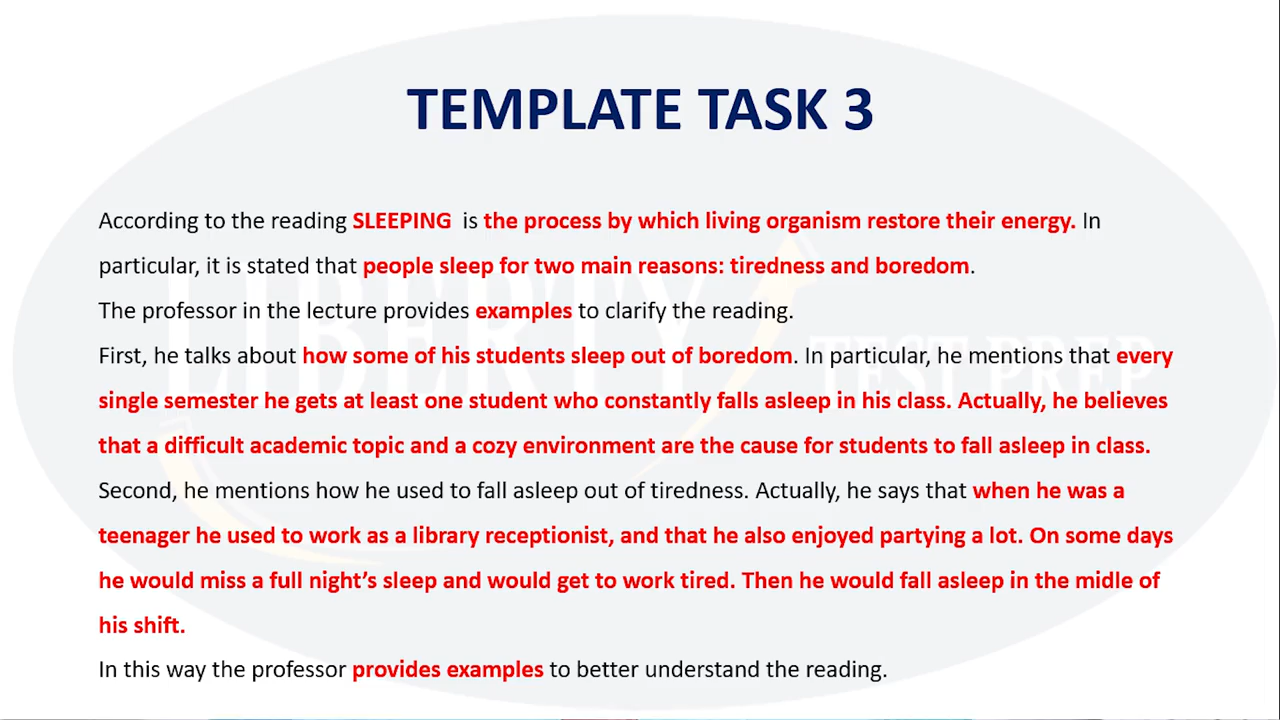 TEMPLATE TASK 3
According to the reading SLEEPING is the process by which living organism restore their energy. In
particular, it is stated that people sleep for two main reasons: tiredness and boredom.
The professor in the lecture provides examples to clarify the reading.
First, he talks about how some of his students sleep out of boredom. In particular, he mentions that every
single semester he gets at least one student who constantly falls asleep in his class. Actually, he believes
that a difficult academic topic and a cozy environment are the cause for students to fall asleep in class.
Second, he mentions how he used to fall asleep out of tiredness. Actually, he says that when he was a
teenager he used to work as a library receptionist, and that he also enjoyed partying a lot. On some days
he would miss a full night's sleep and would get to work tired. Then he would fall asleep in the midle of
his shift.
In this way the professor provides examples to better understand the reading.
LIBERTY
TEST PREP